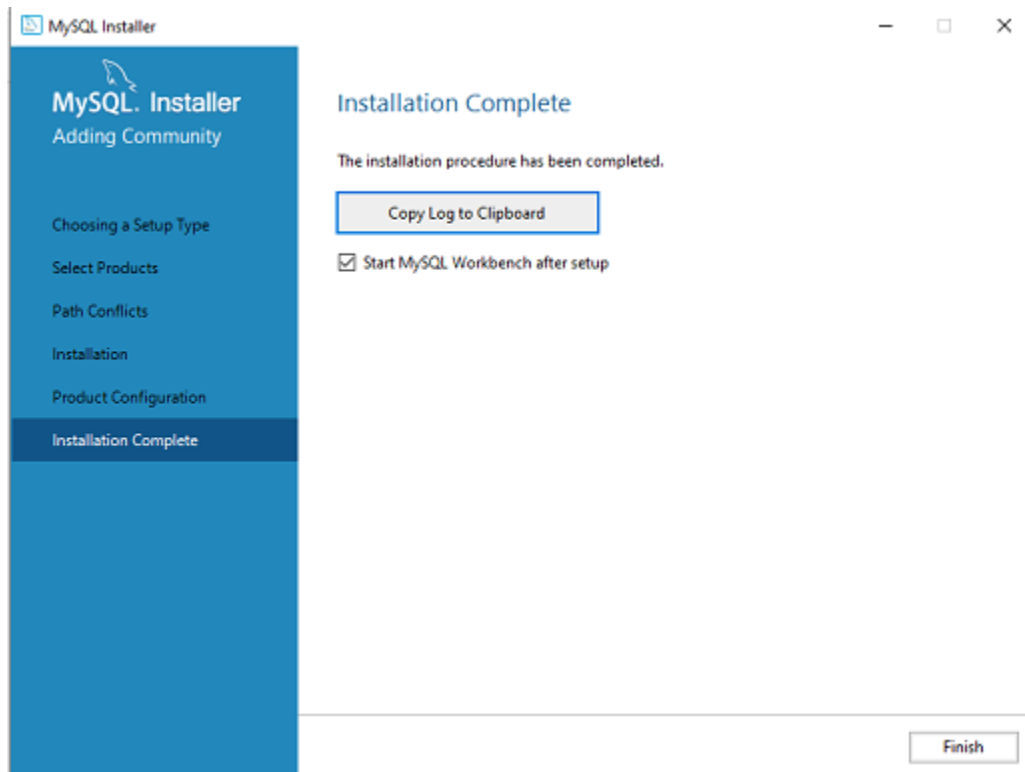 MySQL Installer
MySQL. Installer
Adding Community
Choosing a Setup Type
Select Products
Path Conflicts
Installation
Product Configuration
Installation Complete
Installation Complete
The installation procedure has been completed.
Copy Log to Clipboard
Start MySQL Workbench after setup
Finish